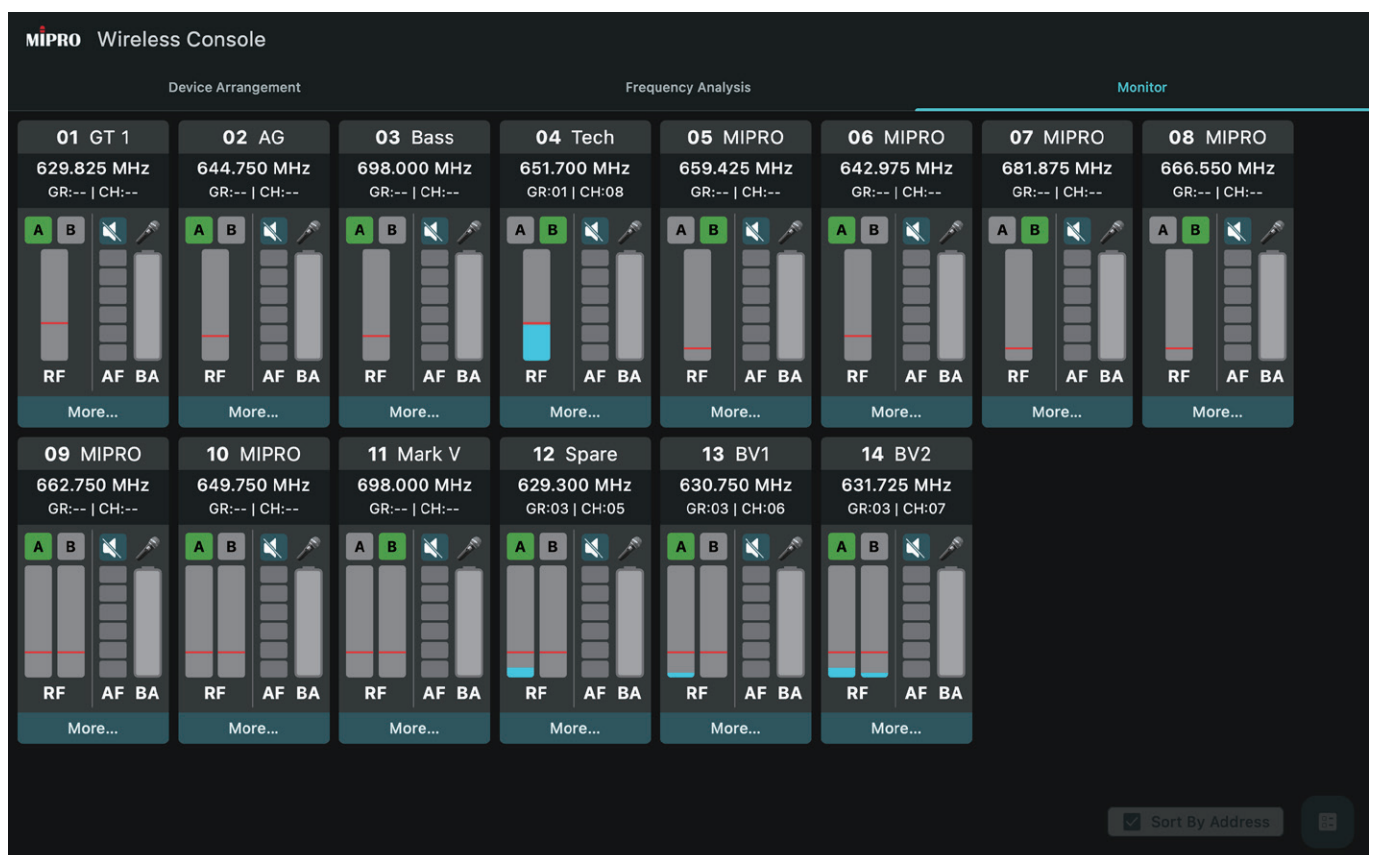 MIPRO Wireless Console
Device Arrangement Frequency Analysis Monitor
01 GT 1 02 AG 03 Bass 04 Tech 05 MIPRO 06 MIPRO 07 MIPRO 08 MIPRO
629.825 MHz 644.750 MHz 698.000 MHz 651.700 MHz 659.425 MHz 642.975 MHz 681.875 MHz 666.550 MHz
GR:-- | CH:-- GR:-- | CH:-- GR:-- | CH:-- GR:01 | CH:08 GR:-- | CH:-- GR:-- | CH:-- GR:-- | CH:-- GR:-- | CH:--
A B A B A B A B A B A B A B A B
RF AF BA RF AF BA RF AF BA RF AF BA RF AF BA RF AF BA RF AF BA RF AF BA
More... More... More... More... More... More... More... More...
09 MIPRO 10 MIPRO 11 Mark V 12 Spare 13 BV1 14 BV2
662.750 MHz 649.750 MHz 698.000 MHz 629.300 MHz 630.750 MHz 631.725 MHz
GR:-- | CH:-- GR:-- | CH:-- GR:-- | CH:-- GR:03 | CH:05 GR:03 | CH:06 GR:03 | CH:07
A B A B A B A B A B A B
RF AF BA RF AF BA RF AF BA RF AF BA RF AF BA RF AF BA
More... More... More... More... More... More...
Sort By Address